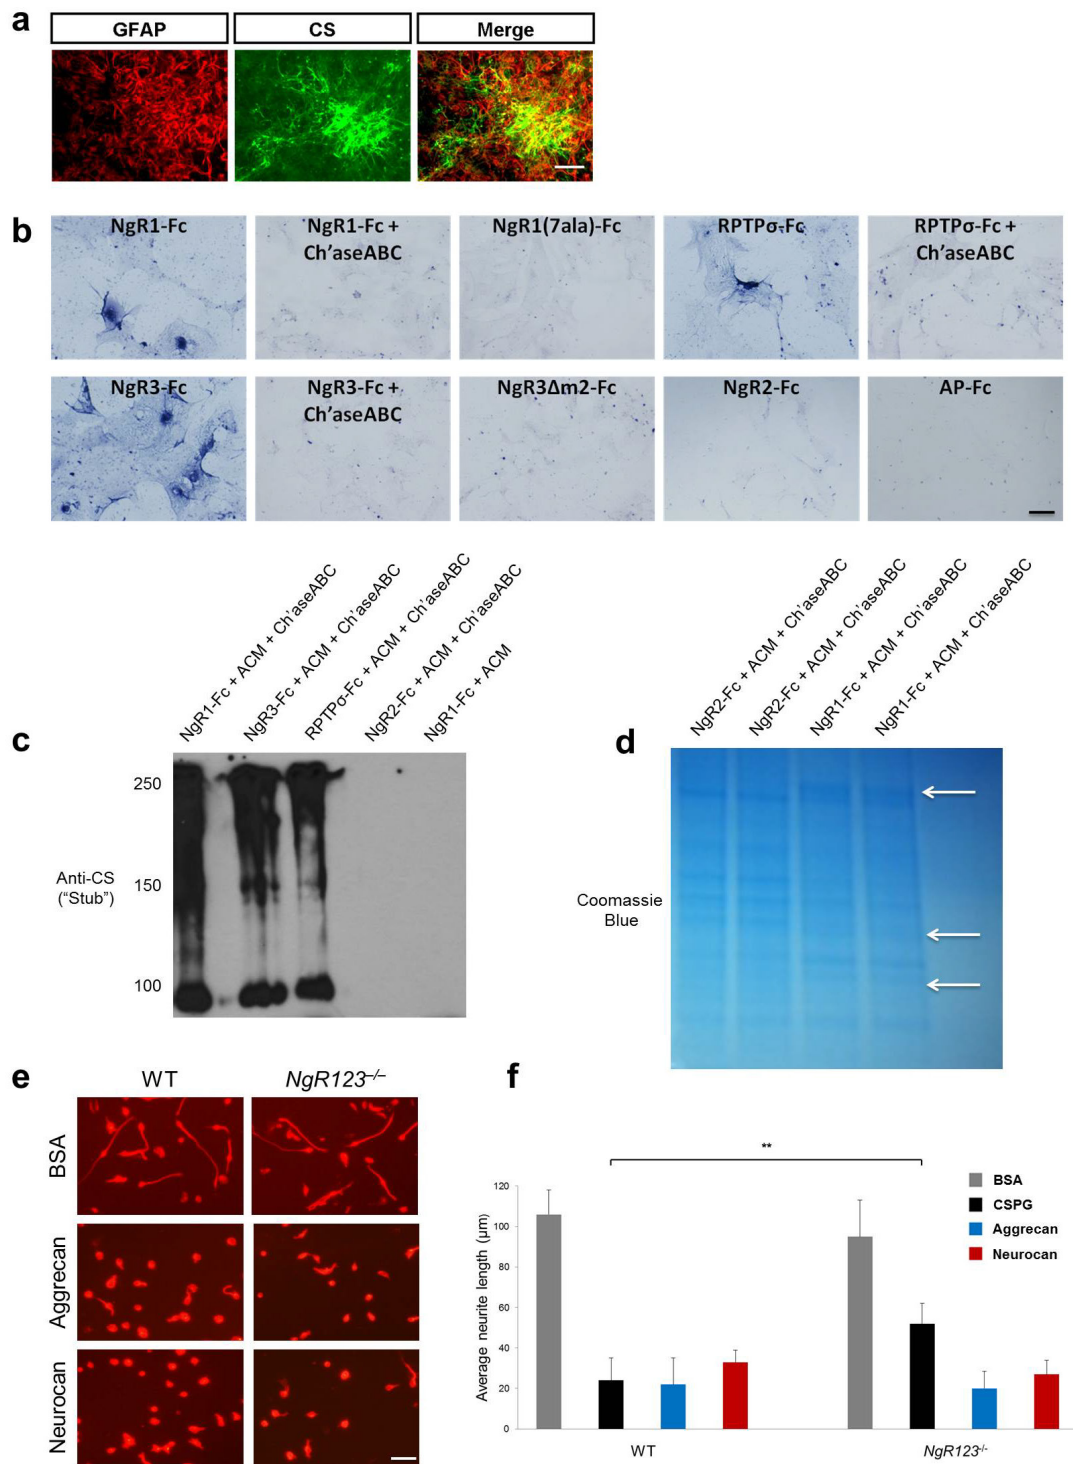 a
GFAP
CS
Merge
b
NgR1-Fc
NgR1-Fc +
Ch'aseABC
NgR1(7ala)-Fc
RPTPσ-Fc
RPTPσ-Fc +
Ch'aseABC
NgR3-Fc
NgR3-Fc +
Ch'aseABC
NgR3Δm2-Fc
NgR2-Fc
AP-Fc
NgR1-Fc + ACM + Ch'aseABC
NgR3-Fc + ACM + Ch'aseABC
RPTPσ-Fc + ACM + Ch'aseABC
NgR2-Fc + ACM + Ch'aseABC
NgR1-Fc + ACM
NgR2-Fc + ACM + Ch'aseABC
NgR2-Fc + ACM + Ch'aseABC
NgR1-Fc + ACM + Ch'aseABC
NgR1-Fc + ACM + Ch'aseABC
c
250
150
100
Anti-CS
("Stub")
d
Coomassie
Blue
e
WT
NgR123–/–
BSA
Aggrecan
Neurocan
f
**
BSA
CSPG
Aggrecan
Neurocan
Average neurite length (μm)
120
100
80
60
40
20
0
WT
NgR123-/-